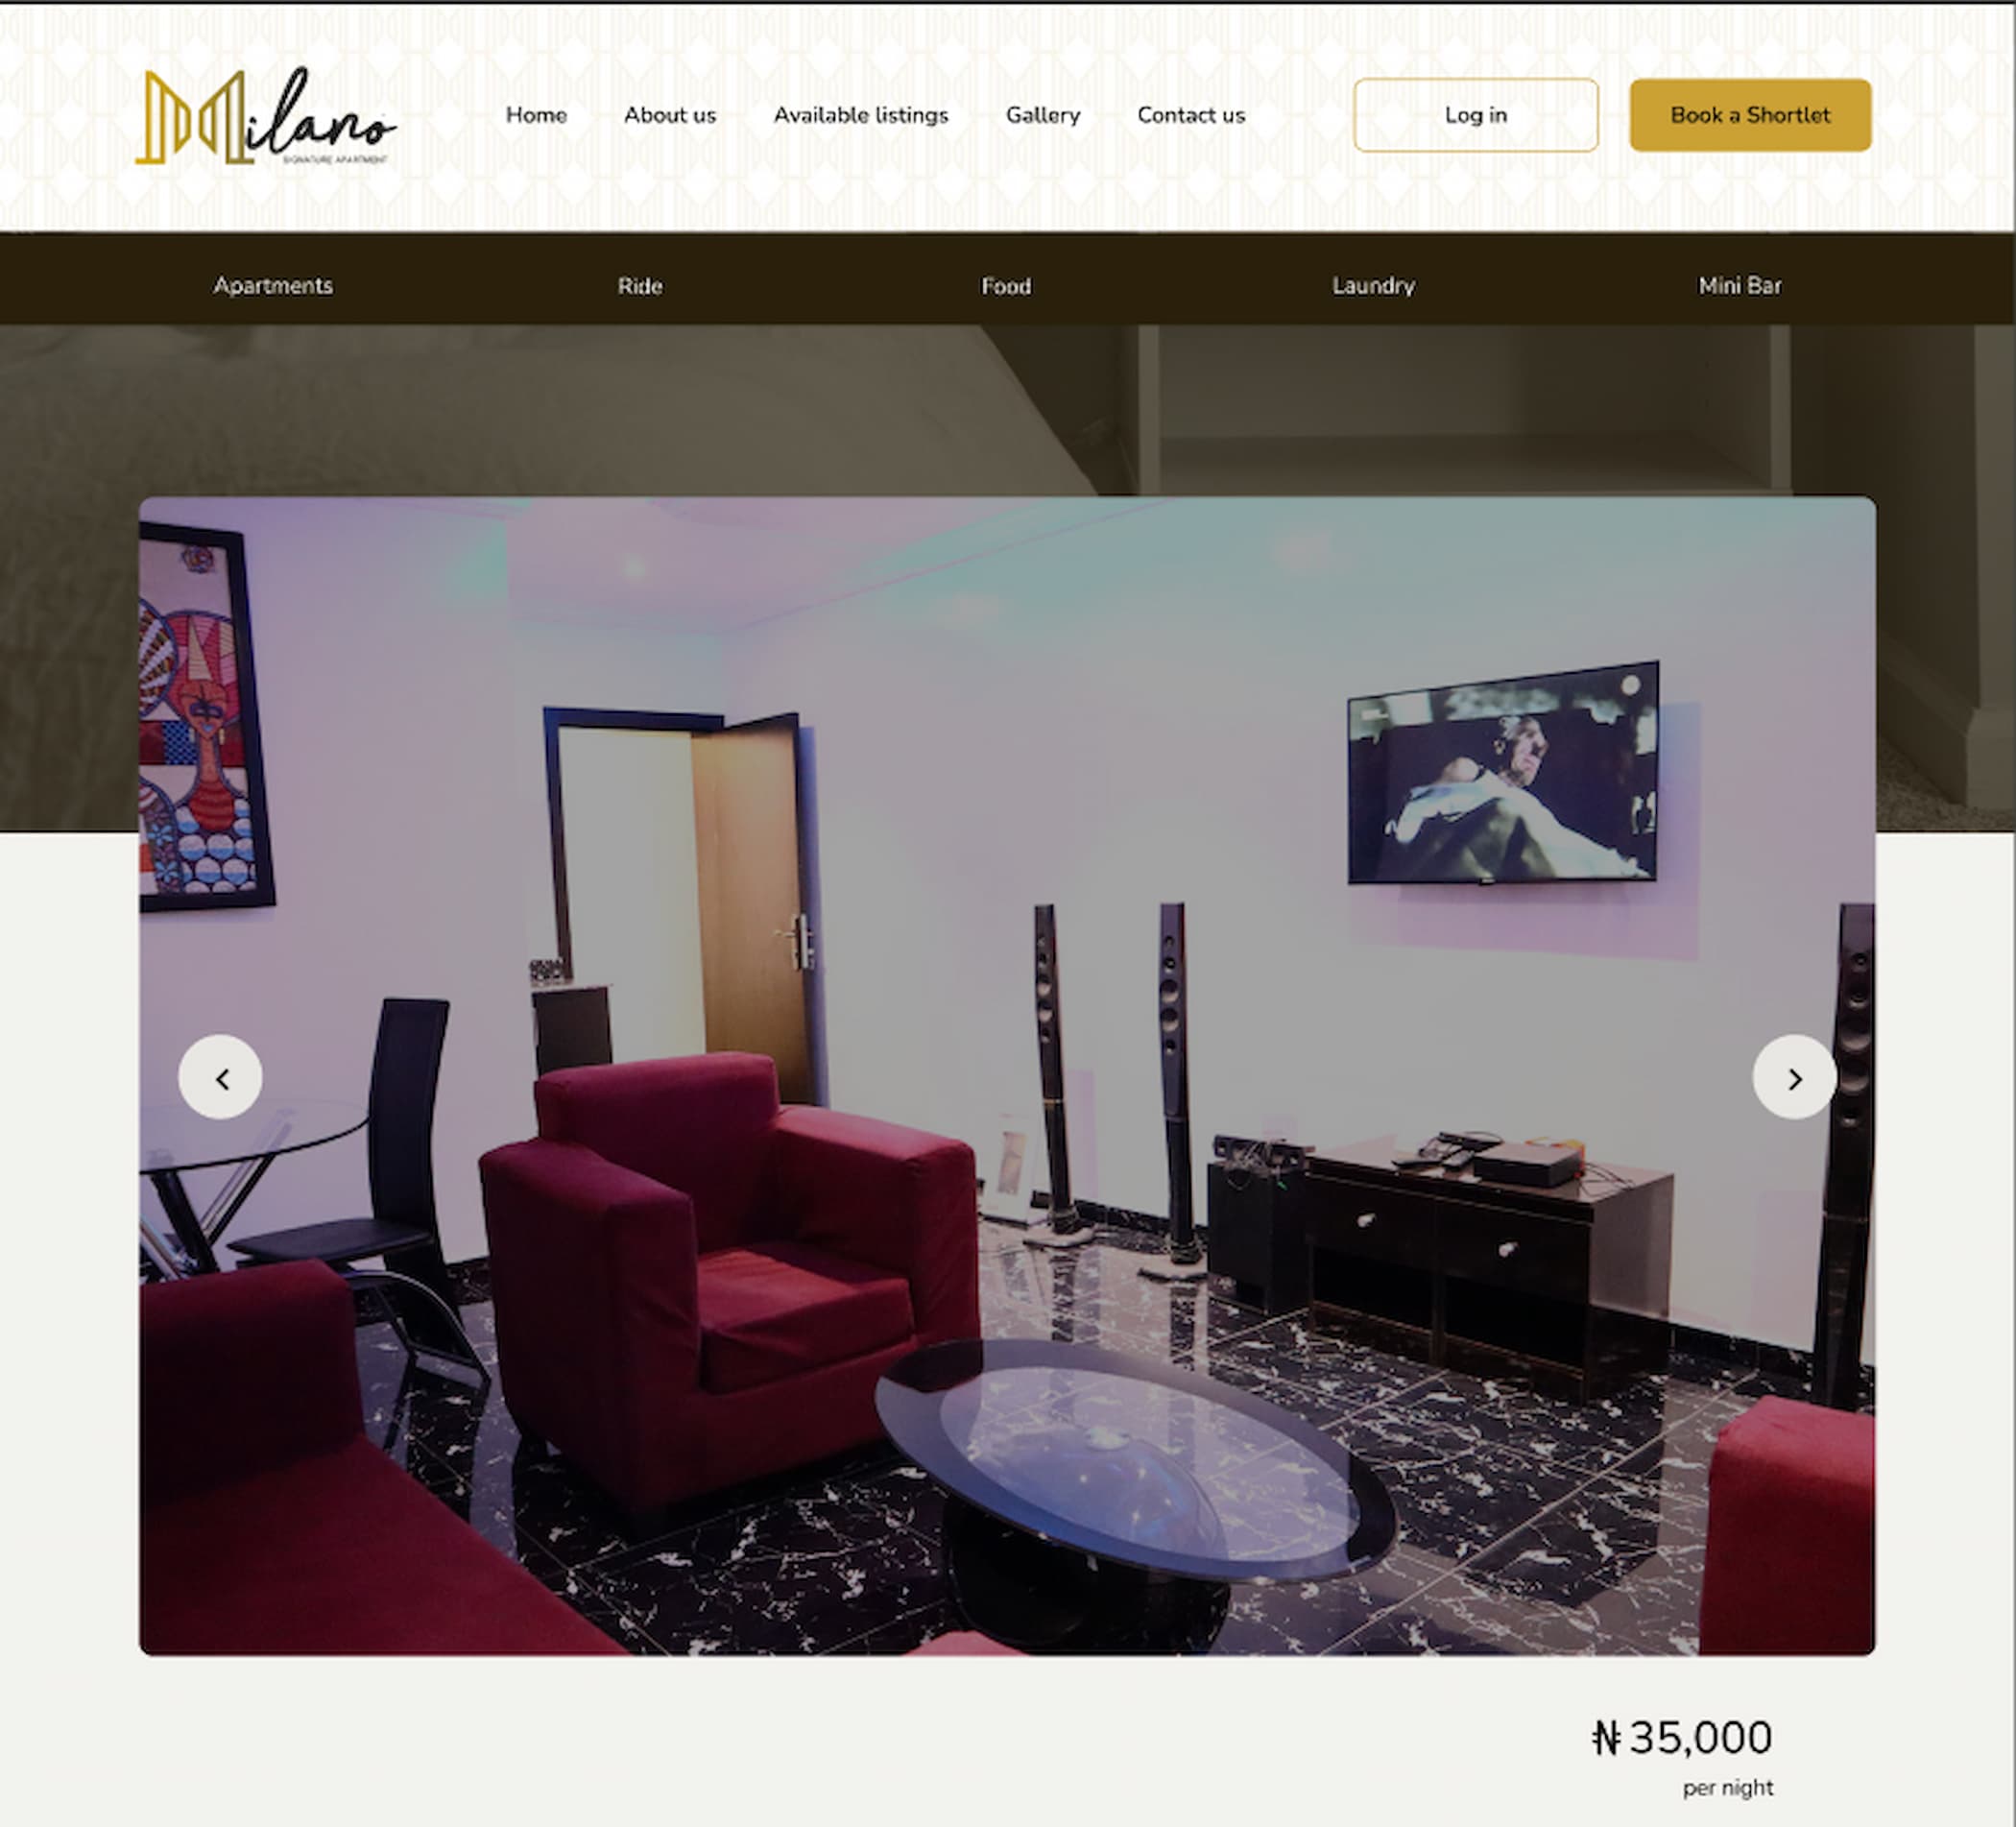 Milano
SIGNATURE APARTMENT
Home About us Available listings Gallery Contact us Log in Book a Shortlet
Apartments Ride Food Laundry Mini Bar
₦35,000
per night